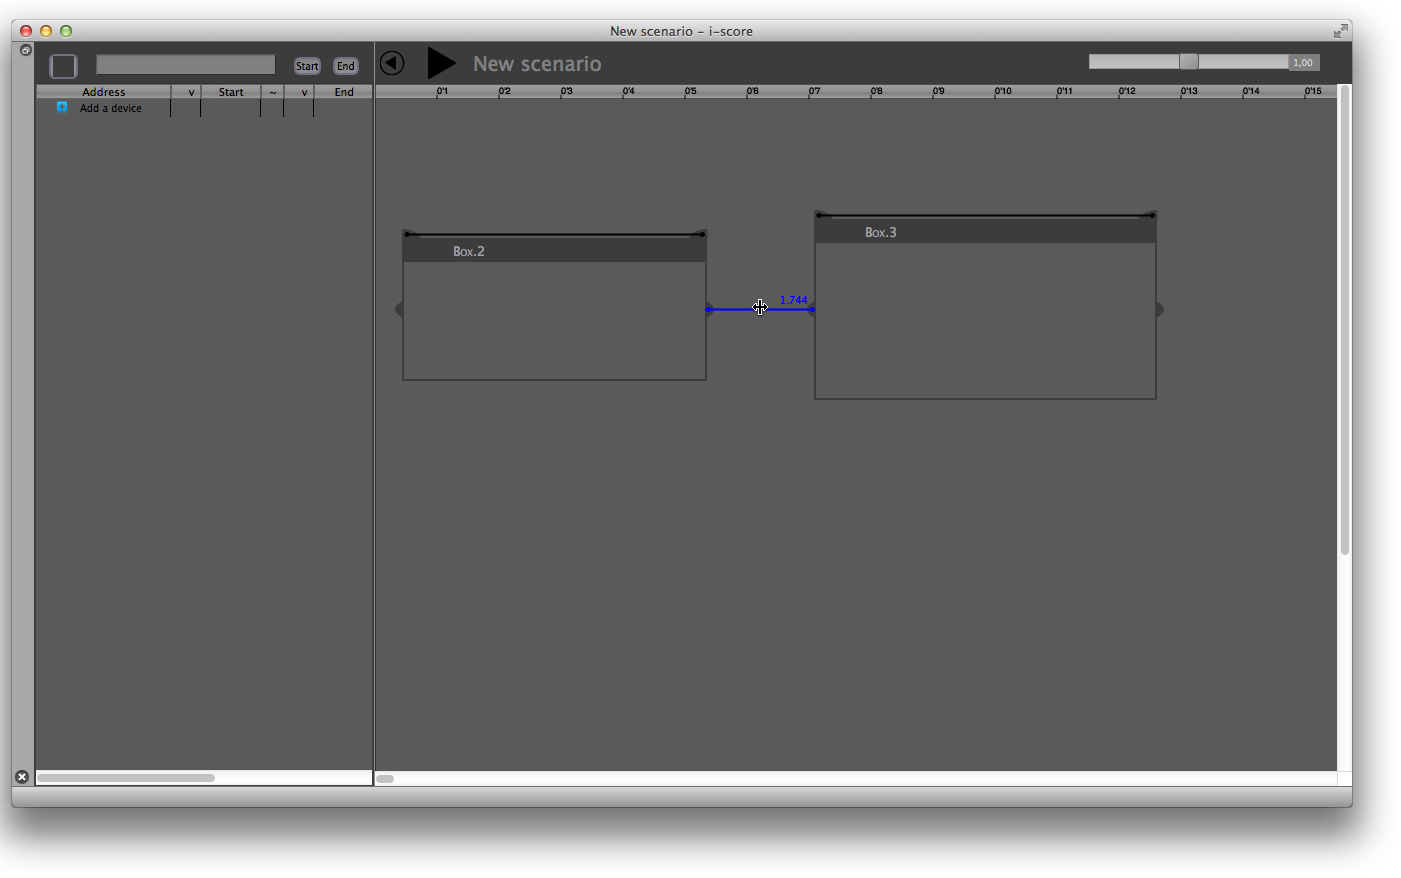 New scenario – i-score
Start End
New scenario
1,00
Address v Start ~ v End
0'1 0'2 0'3 0'4 0'5 0'6 0'7 0'8 0'9 0'10 0'11 0'12 0'13 0'14 0'15
Add a device
Box.3
Box.2
1.744